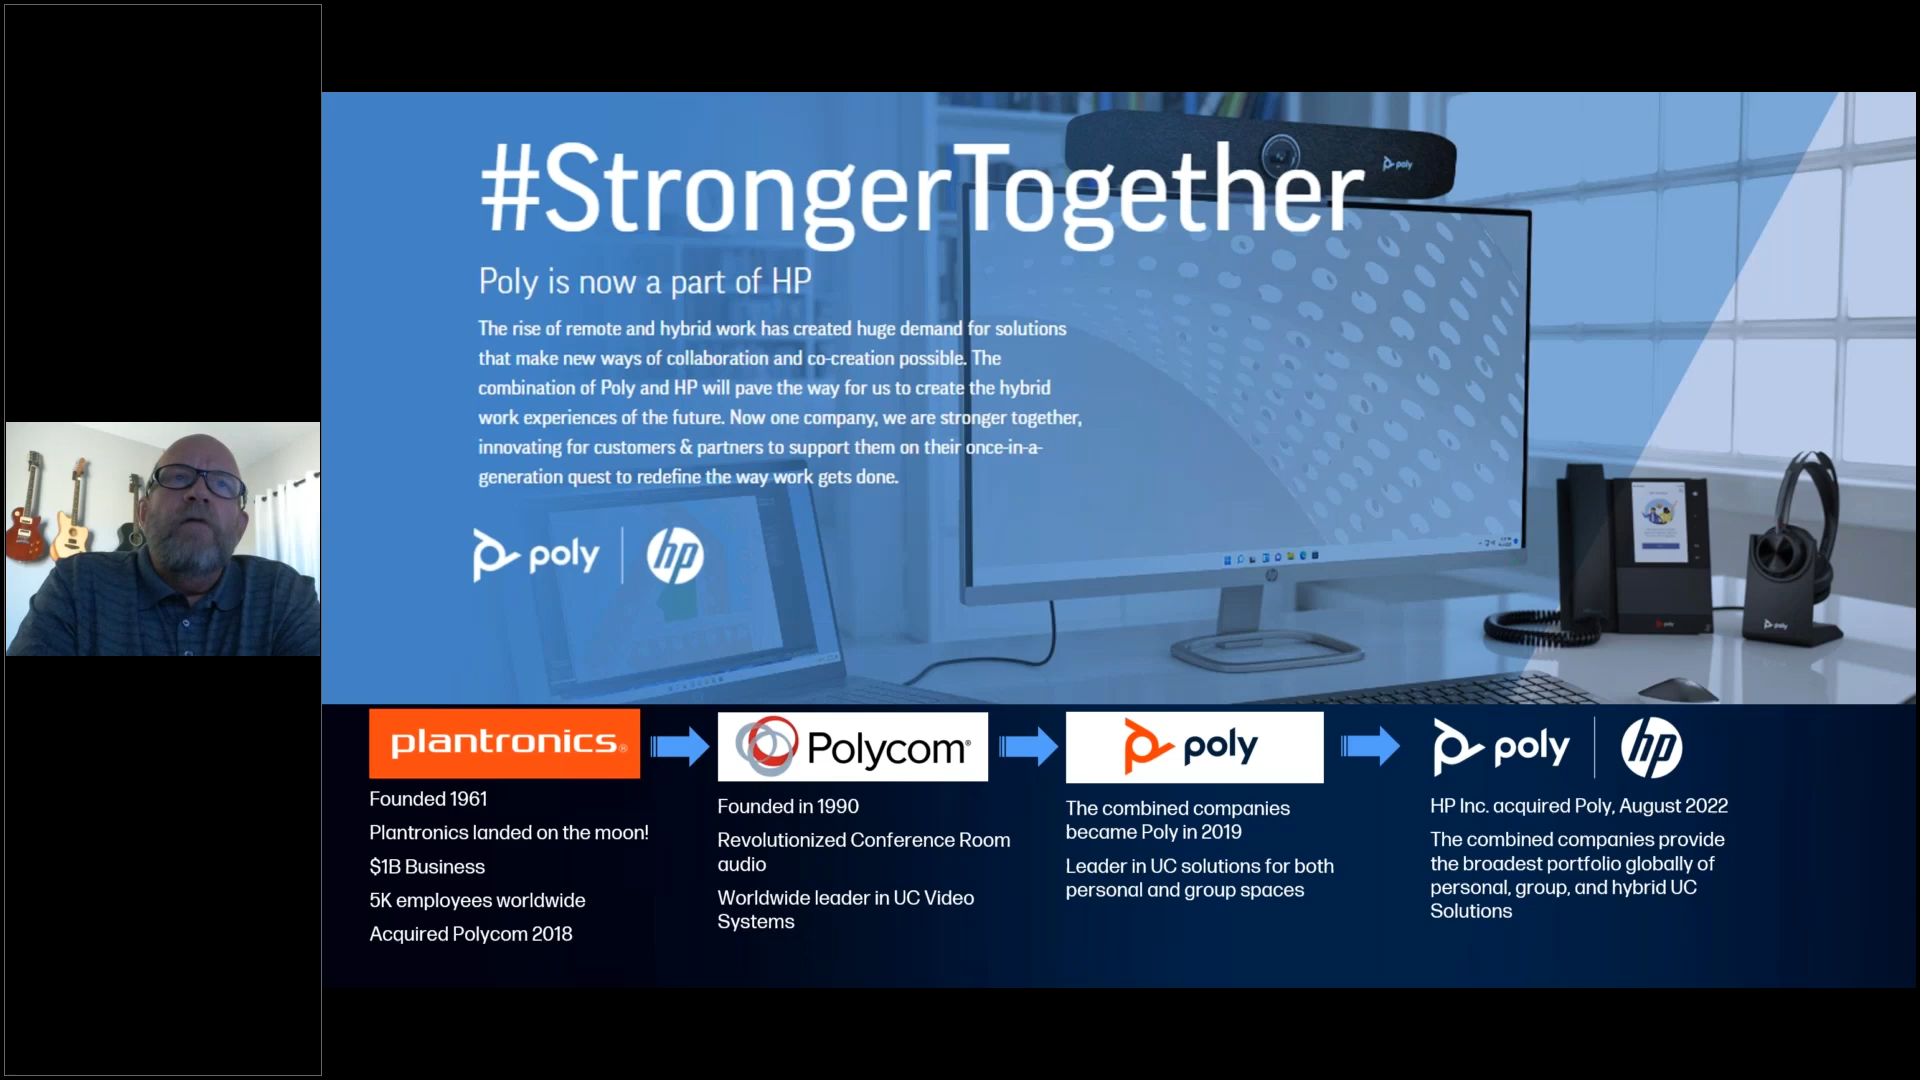 #StrongerTogether
poly
Poly is now a part of HP
The rise of remote and hybrid work has created huge demand for solutions
that make new ways of collaboration and co-creation possible. The
combination of Poly and HP will pave the way for us to create the hybrid
work experiences of the future. Now one company, we are stronger together,
innovating for customers & partners to support them on their once-in-a-
generation quest to redefine the way work gets done.
poly | hp
poly
poly
plantronics®
Founded 1961
Plantronics landed on the moon!
$1B Business
5K employees worldwide
Acquired Polycom 2018
Polycom®
Founded in 1990
Revolutionized Conference Room
audio
Worldwide leader in UC Video
Systems
poly
The combined companies
became Poly in 2019
Leader in UC solutions for both
personal and group spaces
poly | hp
HP Inc. acquired Poly, August 2022
The combined companies provide
the broadest portfolio globally of
personal, group, and hybrid UC
Solutions